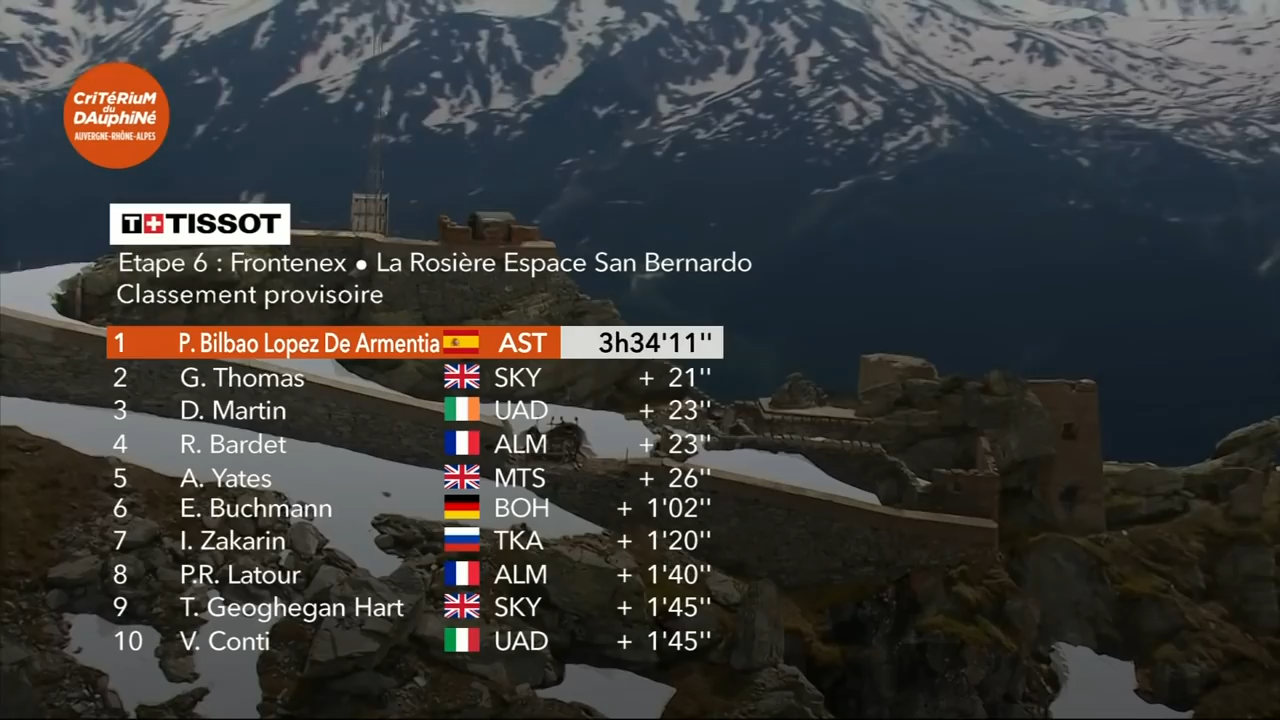 CriTéRiuM
du
DAuphiNé
AUVERGNE-RHÔNE-ALPES
T+TISSOT
Etape 6 : Frontenex • La Rosière Espace San Bernardo
Classement provisoire
1 P. Bilbao Lopez De Armentia AST 3h34'11''
2 G. Thomas SKY + 21''
3 D. Martin UAD + 23''
4 R. Bardet ALM + 23''
5 A. Yates MTS + 26''
6 E. Buchmann BOH + 1'02''
7 I. Zakarin TKA + 1'20''
8 P.R. Latour ALM + 1'40''
9 T. Geoghegan Hart SKY + 1'45''
10 V. Conti UAD + 1'45''